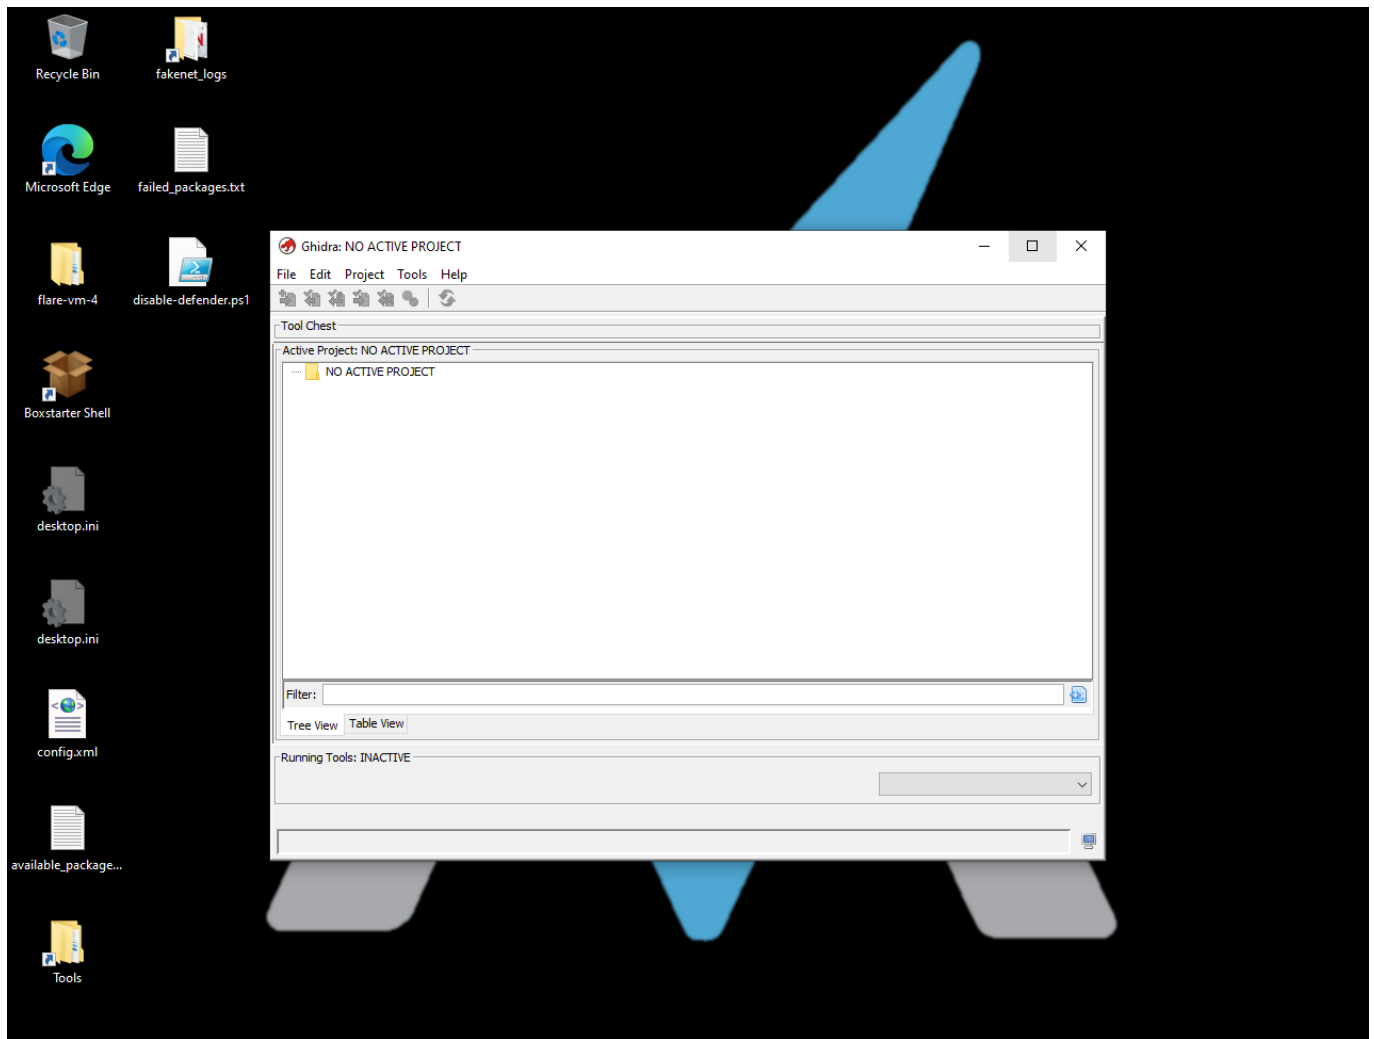 Recycle Bin
fakenet_logs
Microsoft Edge
failed_packages.txt
flare-vm-4
disable-defender.ps1
Boxstarter Shell
desktop.ini
desktop.ini
config.xml
available_package...
Tools
Ghidra: NO ACTIVE PROJECT
File Edit Project Tools Help
Tool Chest
Active Project: NO ACTIVE PROJECT
NO ACTIVE PROJECT
Filter:
Tree View Table View
Running Tools: INACTIVE